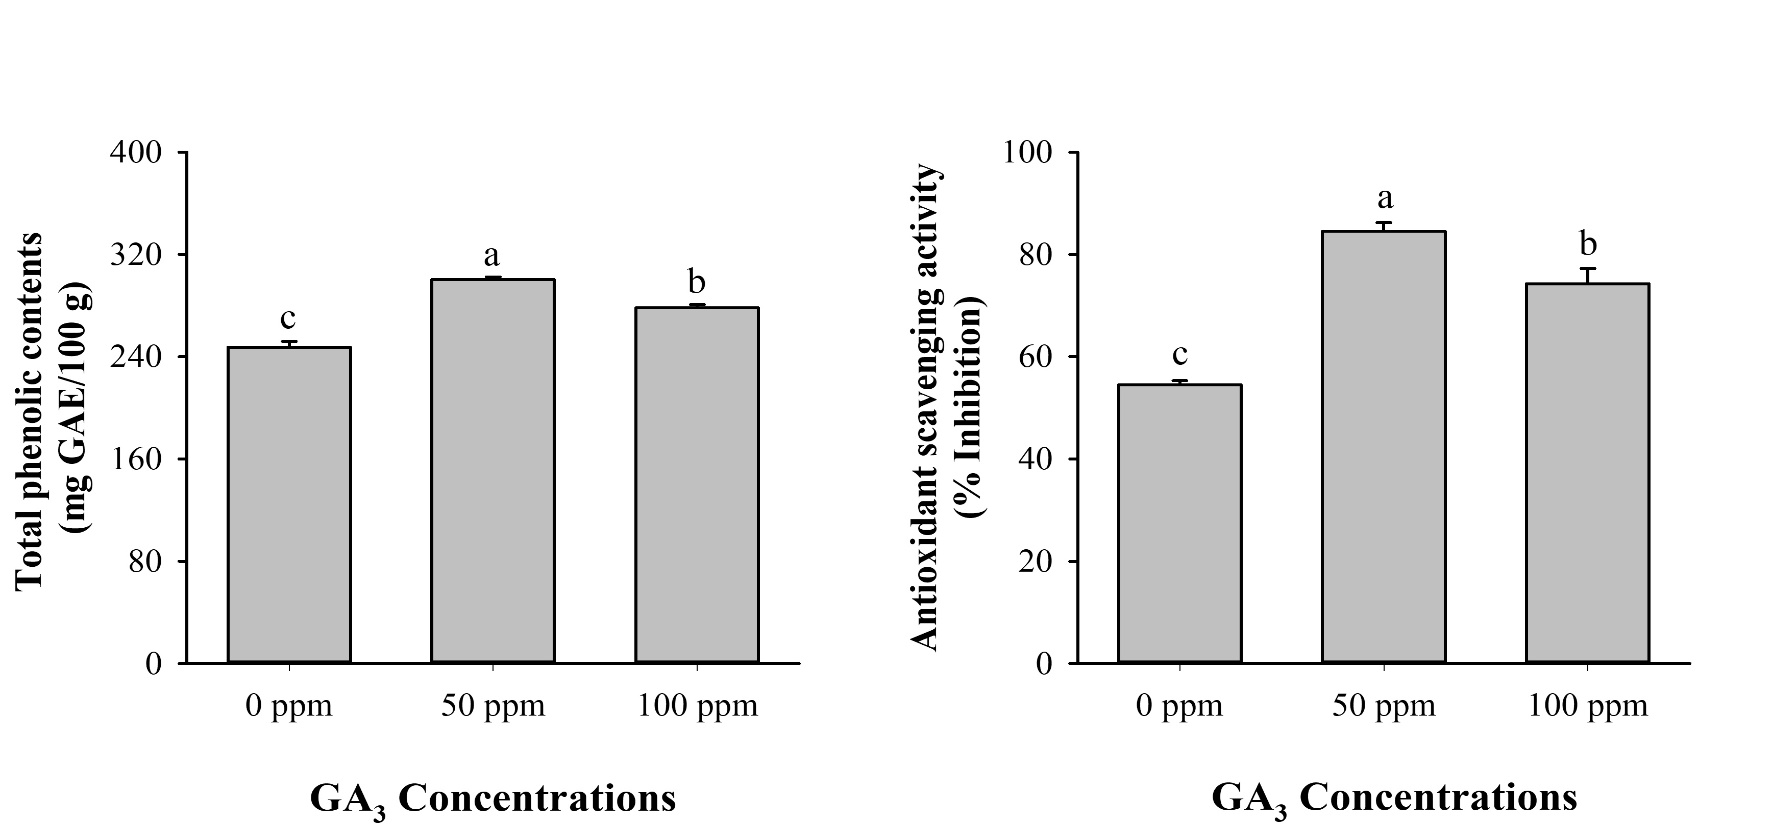 Total phenolic contents
(mg GAE/100 g)
400
320
240
160
80
0
c
a
b
0 ppm
50 ppm
100 ppm
GA3 Concentrations
Antioxidant scavenging activity
(% Inhibition)
100
80
60
40
20
0
c
a
b
0 ppm
50 ppm
100 ppm
GA3 Concentrations